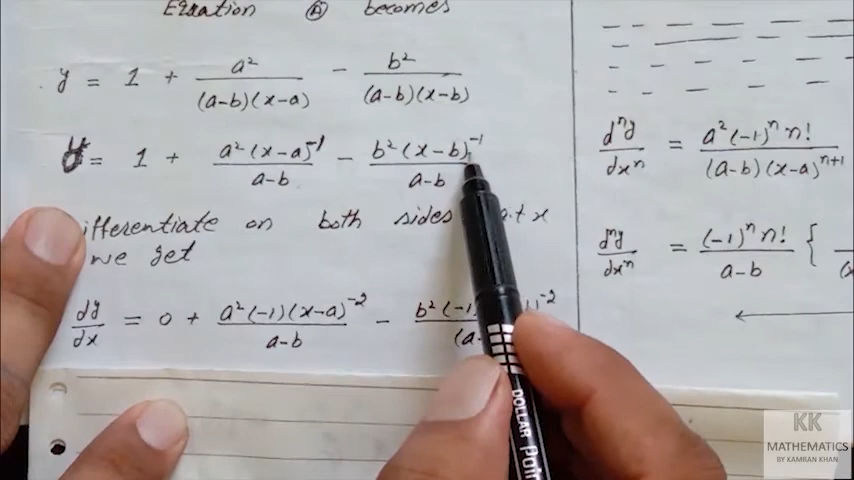 Equation Ⓐ becomes
y = 1 + a² / (a-b)(x-a) - b² / (a-b)(x-b)
y = 1 + a²(x-a)⁻¹ / a-b - b²(x-b)⁻¹ / a-b
ifferentiate on both sides x
we get
dy/dx = 0 + a²(-1)(x-a)⁻² / a-b - b²(-1 )⁻² / (a-
dⁿy/dxⁿ = a²(-1)ⁿ n! / (a-b)(x-a)ⁿ⁺¹
dⁿy/dxⁿ = (-1)ⁿ n! / a-b {
DOLLAR Poin
KK
MATHEMATICS
BY KAMRAN KHAN